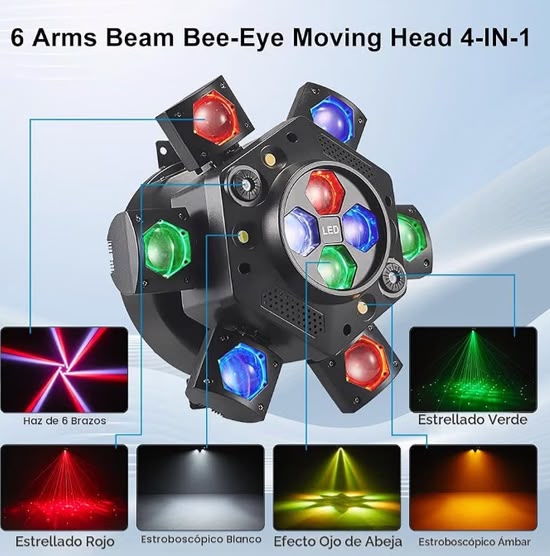 6 Arms Beam Bee-Eye Moving Head 4-IN-1
LED
Haz de 6 Brazos
Estrellado Verde
Estrellado Rojo
Estroboscópico Blanco
Efecto Ojo de Abeja
Estroboscópico Ámbar